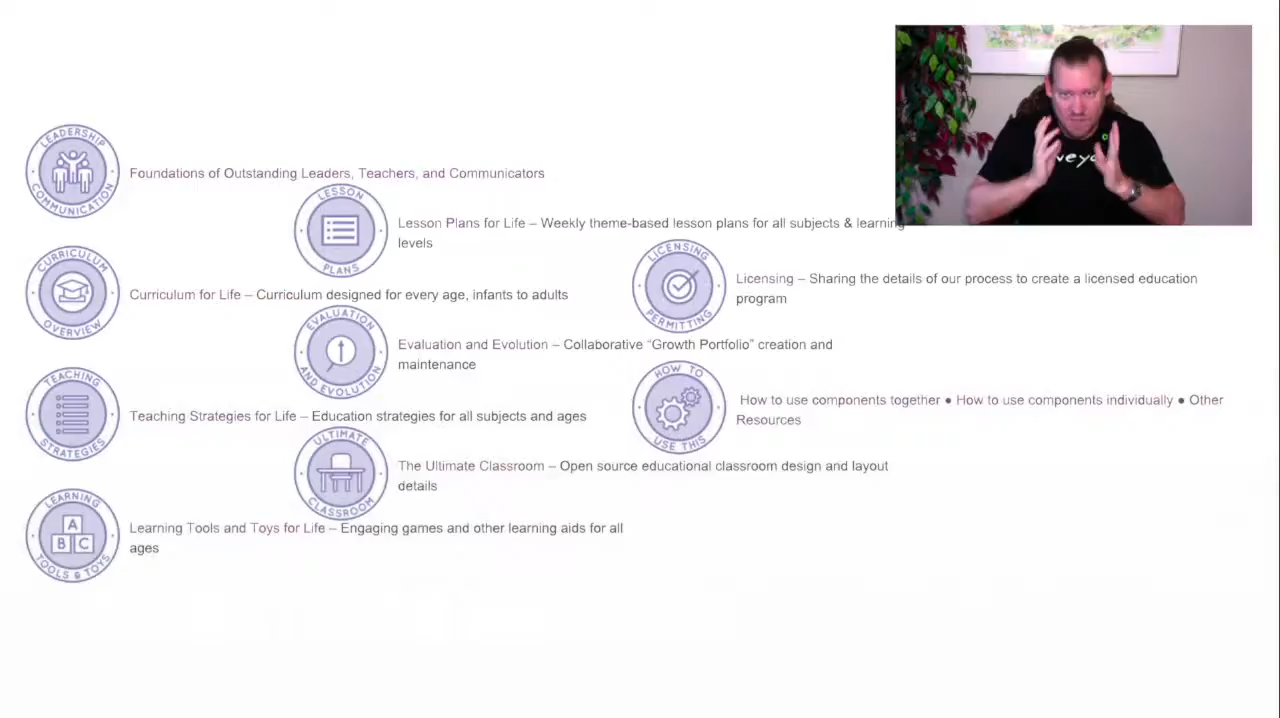 LEADERSHIP
COMMUNICATION
Foundations of Outstanding Leaders, Teachers, and Communicators
LESSON
PLANS
Lesson Plans for Life – Weekly theme-based lesson plans for all subjects & learning
levels
CURRICULUM
OVERVIEW
Curriculum for Life – Curriculum designed for every age, infants to adults
LICENSING
PERMITTING
Licensing – Sharing the details of our process to create a licensed education
program
EVALUATION
AND EVOLUTION
Evaluation and Evolution – Collaborative “Growth Portfolio” creation and
maintenance
TEACHING
STRATEGIES
Teaching Strategies for Life – Education strategies for all subjects and ages
HOW TO
USE THIS
How to use components together ● How to use components individually ● Other
Resources
ULTIMATE
CLASSROOM
The Ultimate Classroom – Open source educational classroom design and layout
details
LEARNING
A
B C
TOOLS & TOYS
Learning Tools and Toys for Life – Engaging games and other learning aids for all
ages